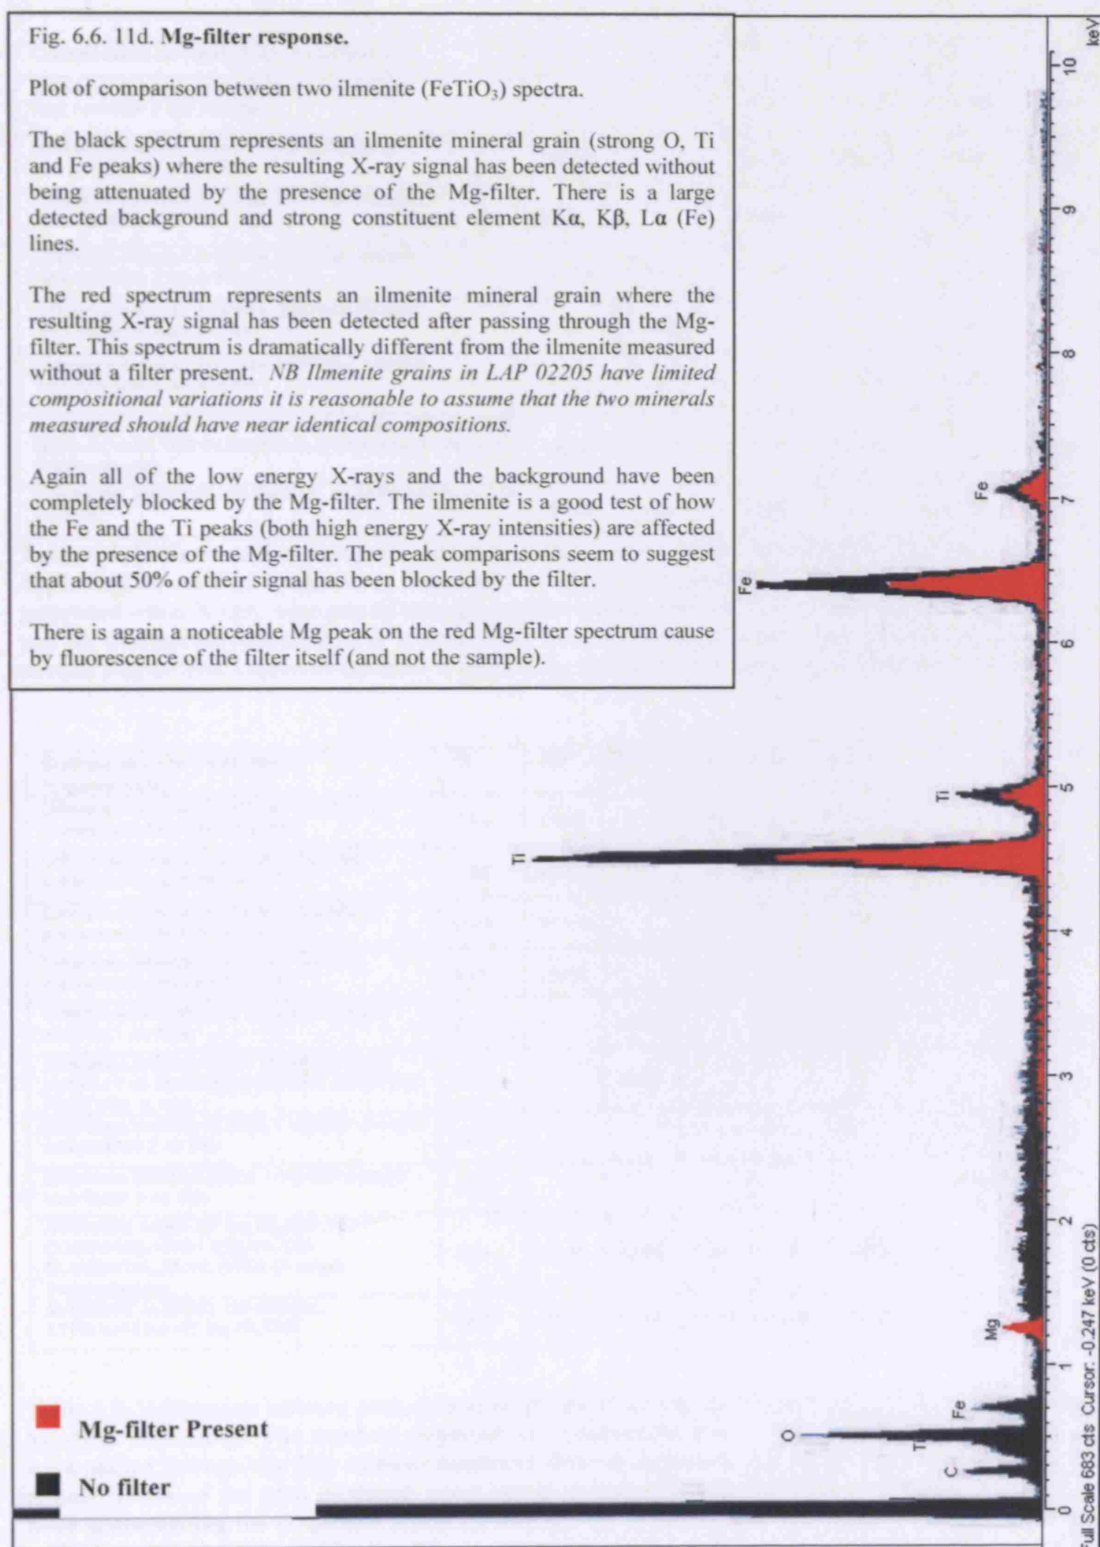 Fig. 6.6. 11d. Mg-filter response.
Plot of comparison between two ilmenite (FeTiO₃) spectra.
The black spectrum represents an ilmenite mineral grain (strong O, Ti
and Fe peaks) where the resulting X-ray signal has been detected without
being attenuated by the presence of the Mg-filter. There is a large
detected background and strong constituent element Kα, Kβ, Lα (Fe)
lines.
The red spectrum represents an ilmenite mineral grain where the
resulting X-ray signal has been detected after passing through the Mg-
filter. This spectrum is dramatically different from the ilmenite measured
without a filter present. NB Ilmenite grains in LAP 02205 have limited
compositional variations it is reasonable to assume that the two minerals
measured should have near identical compositions.
Again all of the low energy X-rays and the background have been
completely blocked by the Mg-filter. The ilmenite is a good test of how
the Fe and the Ti peaks (both high energy X-ray intensities) are affected
by the presence of the Mg-filter. The peak comparisons seem to suggest
that about 50% of their signal has been blocked by the filter.
There is again a noticeable Mg peak on the red Mg-filter spectrum cause
by fluorescence of the filter itself (and not the sample).
Mg-filter Present
No filter
C
O
Ti
Fe
Mg
Ti
Ti
Fe
Fe
0
1
2
3
4
5
6
7
8
9
10
keV
Full Scale 683 cts Cursor: -0.247 keV (0 cts)